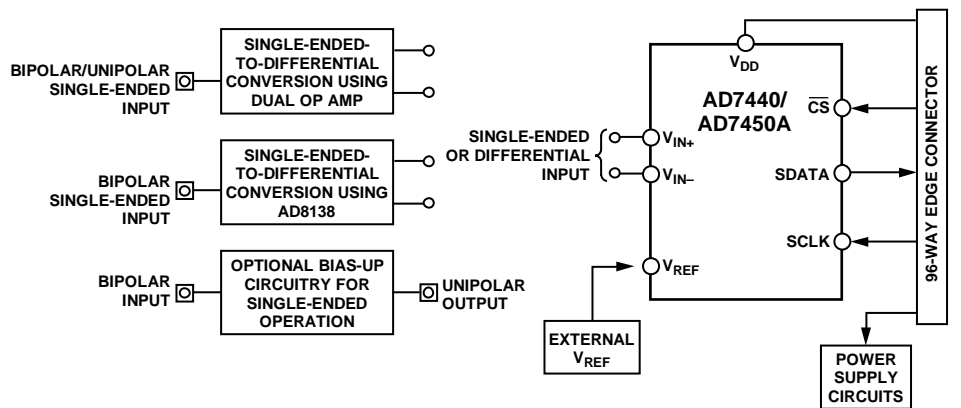 BIPOLAR/UNIPOLAR
SINGLE-ENDED
INPUT
SINGLE-ENDED-
TO-DIFFERENTIAL
CONVERSION USING
DUAL OP AMP
BIPOLAR
SINGLE-ENDED
INPUT
SINGLE-ENDED-
TO-DIFFERENTIAL
CONVERSION USING
AD8138
BIPOLAR
INPUT
OPTIONAL BIAS-UP
CIRCUITRY FOR
SINGLE-ENDED
OPERATION
UNIPOLAR
OUTPUT
SINGLE-ENDED
OR DIFFERENTIAL
INPUT
VDD
AD7440/
AD7450A
VIN+
VIN–
VREF
CS
SDATA
SCLK
EXTERNAL
VREF
96-WAY EDGE CONNECTOR
POWER
SUPPLY
CIRCUITS